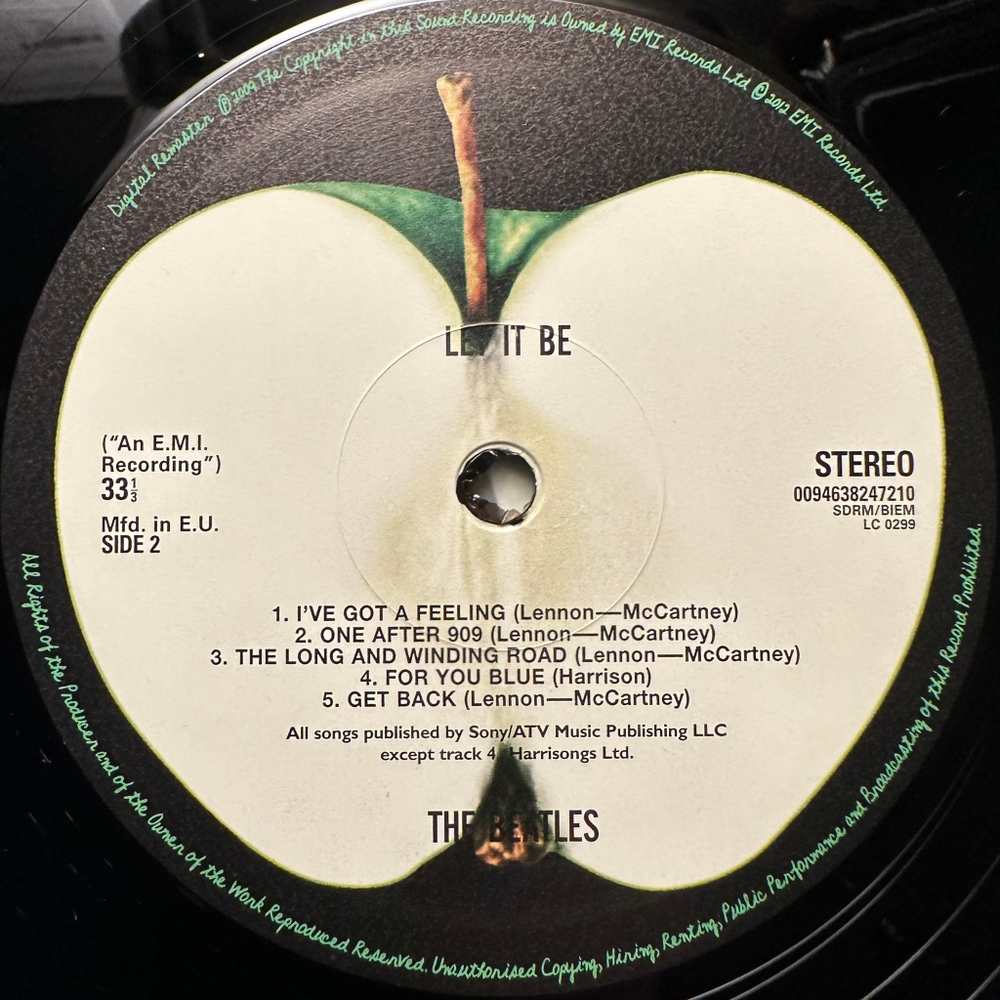 Digital Remaster ℗2009 The Copyright in this Sound Recording is Owned by EMI Records Ltd ©2012 EMI Records Ltd.
LET IT BE
("An E.M.I.
Recording")
33⅓
Mfd. in E.U.
SIDE 2
STEREO
0094638247210
SDRM/BIEM
LC 0299
1. I'VE GOT A FEELING (Lennon—McCartney)
2. ONE AFTER 909 (Lennon—McCartney)
3. THE LONG AND WINDING ROAD (Lennon—McCartney)
4. FOR YOU BLUE (Harrison)
5. GET BACK (Lennon—McCartney)
All songs published by Sony/ATV Music Publishing LLC
except track 4 Harrisongs Ltd.
THE BEATLES
All Rights of the Producer and of the Owner of the Work Reproduced Reserved. Unauthorised Copying, Hiring, Renting, Public Performance and Broadcasting of this Record Prohibited.